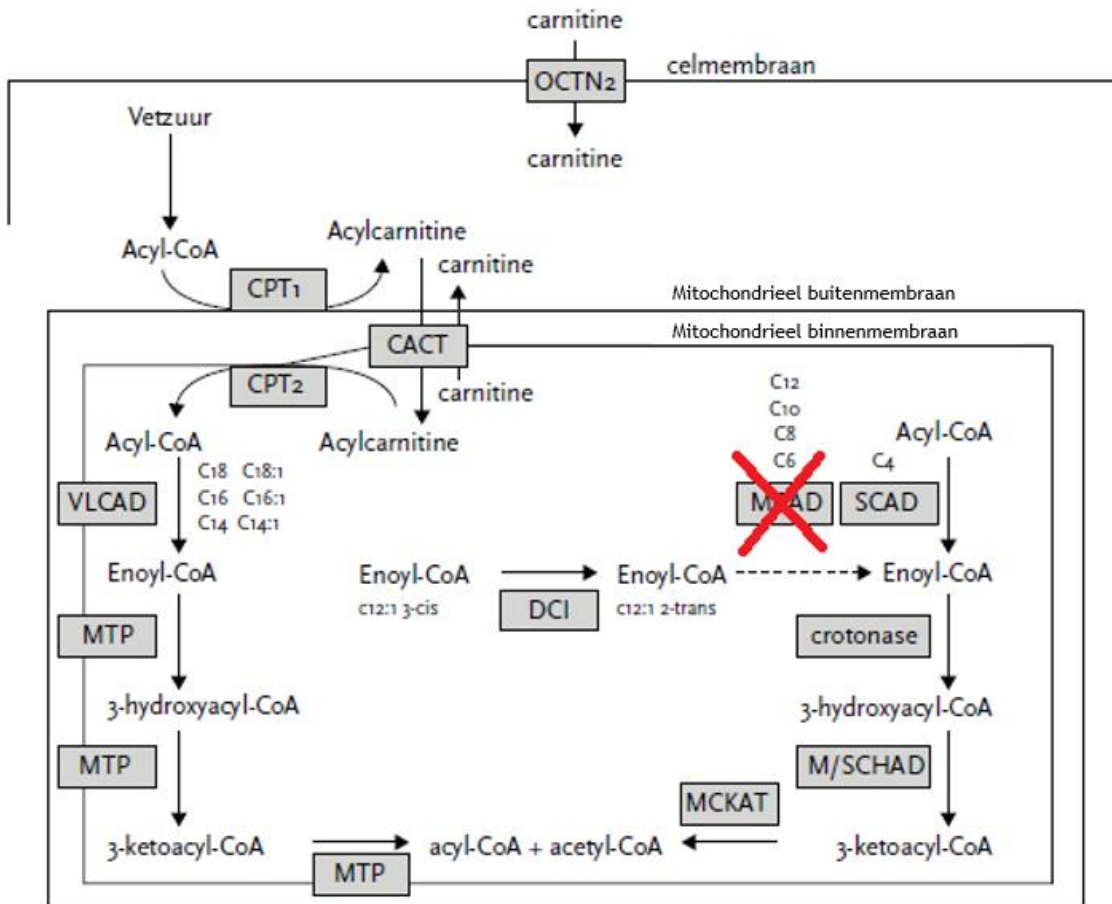 carnitine
OCTN2
celmembraan
carnitine
Vetzuur
Acyl-CoA
CPT1
Acylcarnitine
carnitine
Mitochondrieel buitenmembraan
Mitochondrieel binnenmembraan
CACT
CPT2
carnitine
Acyl-CoA
Acylcarnitine
C18 C18:1
C16 C16:1
C14 C14:1
VLCAD
C12
C10
C8
C6
MCAD
C4
SCAD
Acyl-CoA
Enoyl-CoA
Enoyl-CoA
c12:1 3-cis
DCI
Enoyl-CoA
c12:1 2-trans
Enoyl-CoA
MTP
crotonase
3-hydroxyacyl-CoA
3-hydroxyacyl-CoA
MTP
M/SCHAD
MCKAT
3-ketoacyl-CoA
MTP
acyl-CoA + acetyl-CoA
3-ketoacyl-CoA